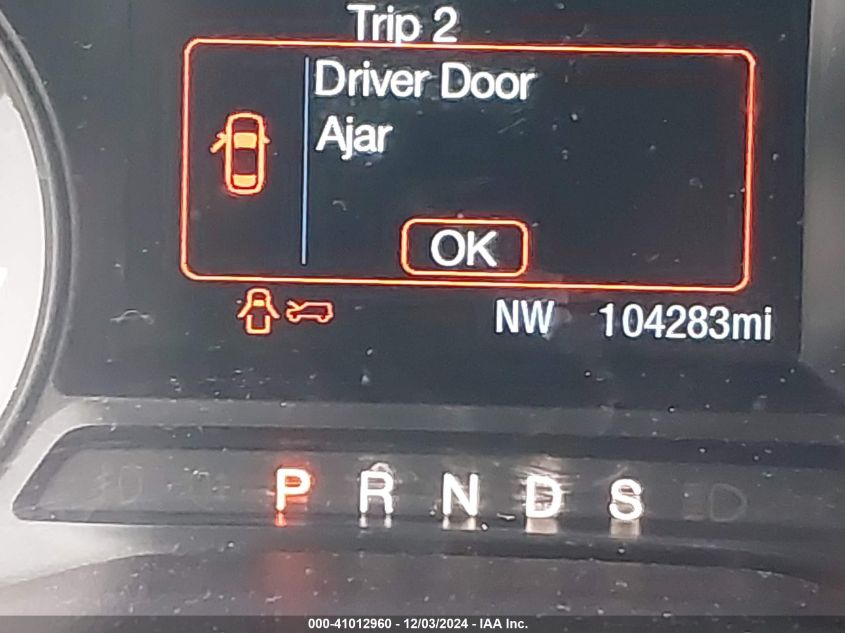 Trip 2
Driver Door
Ajar
OK
NW 104283mi
P R N D S
000-41012960 - 12/03/2024 - IAA Inc.